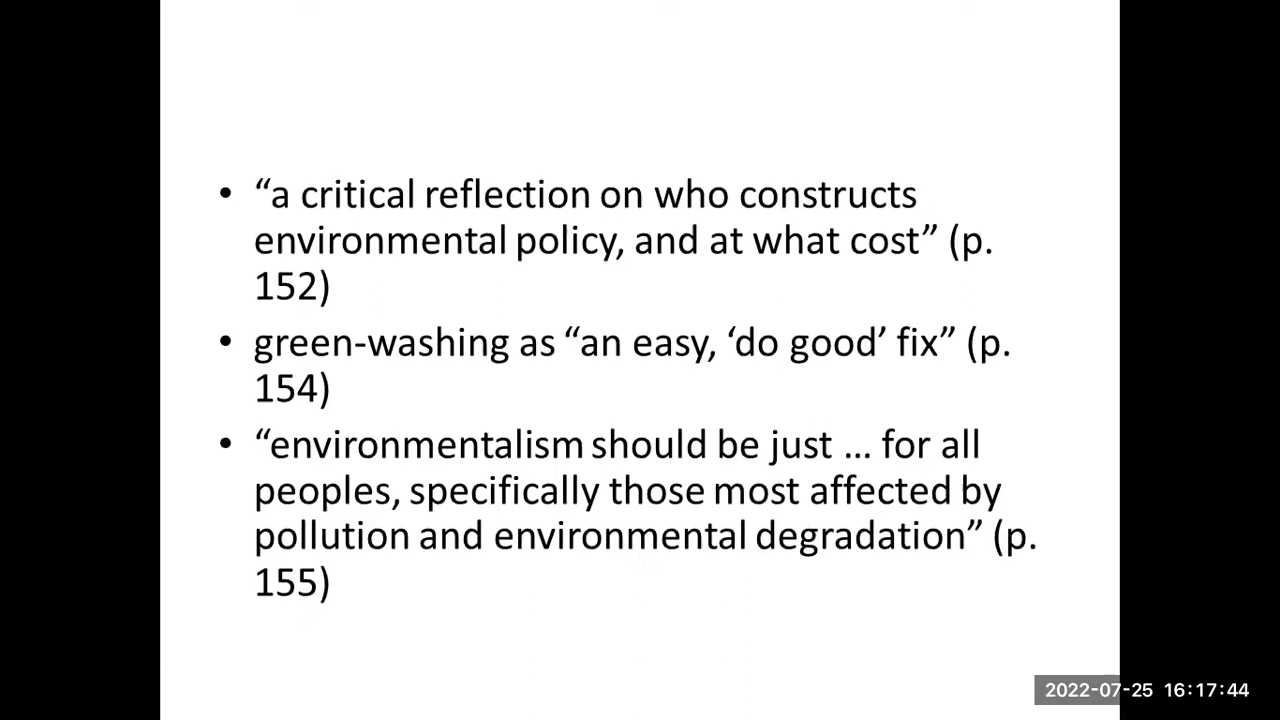 • “a critical reflection on who constructs
environmental policy, and at what cost” (p.
152)
• green-washing as “an easy, ‘do good’ fix” (p.
154)
• “environmentalism should be just … for all
peoples, specifically those most affected by
pollution and environmental degradation” (p.
155)
2022-07-25 16:17:44